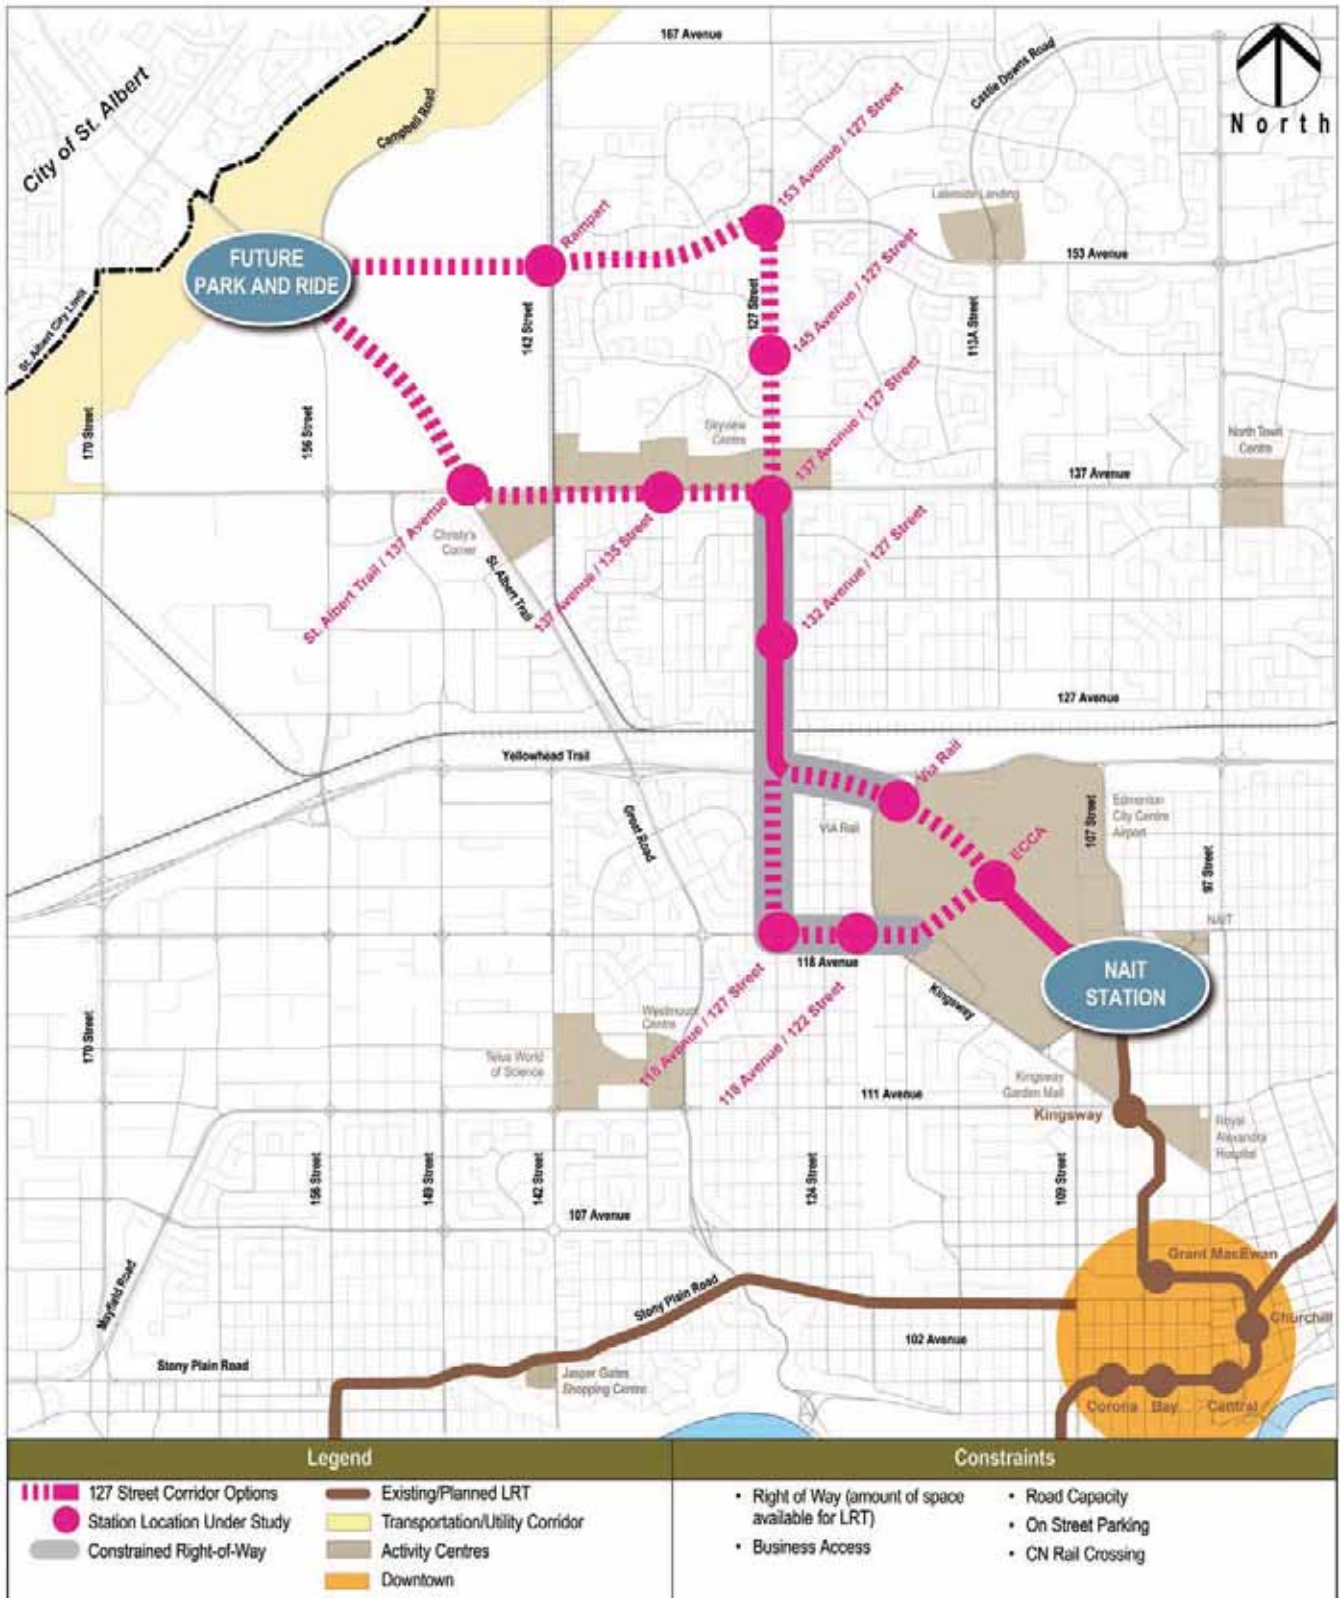 167 Avenue
Castle Downs Road
North
City of St. Albert
Campbell Road
153 Avenue / 127 Street
Lakeside Landing
Rampart
153 Avenue
FUTURE
PARK AND RIDE
145 Avenue / 127 Street
127 Street
St. Albert City Limit
142 Street
113A Street
137 Avenue / 127 Street
170 Street
156 Street
Skyview
Centre
North Town
Centre
137 Avenue
St. Albert Trail / 137 Avenue
Christy's
Corner
St. Albert Trail
137 Avenue / 135 Street
132 Avenue / 127 Street
127 Avenue
Yellowhead Trail
Via Rail
Groat Road
VIA Rail
ECCA
107 Street
Edmonton
City Centre
Airport
97 Street
NAIT
118 Avenue
NAIT
STATION
Kingsway
118 Avenue / 127 Street
118 Avenue / 122 Street
170 Street
Westmount
Centre
Telus World
of Science
Kingsway
Garden Mall
111 Avenue
Kingsway
Royal
Alexandra
Hospital
156 Street
149 Street
142 Street
124 Street
109 Street
107 Avenue
Grant MacEwan
Mayfield Road
Stony Plain Road
Churchill
102 Avenue
Stony Plain Road
Jasper Gates
Shopping Centre
Corona
Bay
Central
Legend
127 Street Corridor Options
Station Location Under Study
Constrained Right-of-Way
Existing/Planned LRT
Transportation/Utility Corridor
Activity Centres
Downtown
Constraints
• Right of Way (amount of space
available for LRT)
• Business Access
• Road Capacity
• On Street Parking
• CN Rail Crossing